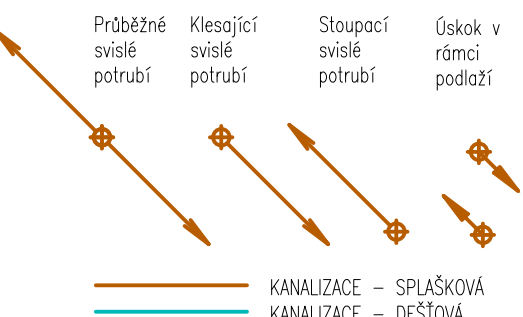 Průběžné
svislé
potrubí
Klesající
svislé
potrubí
Stoupací
svislé
potrubí
Úskok v
rámci
podlaží
KANALIZACE – SPLAŠKOVÁ
KANALIZACE – DEŠŤOVÁ